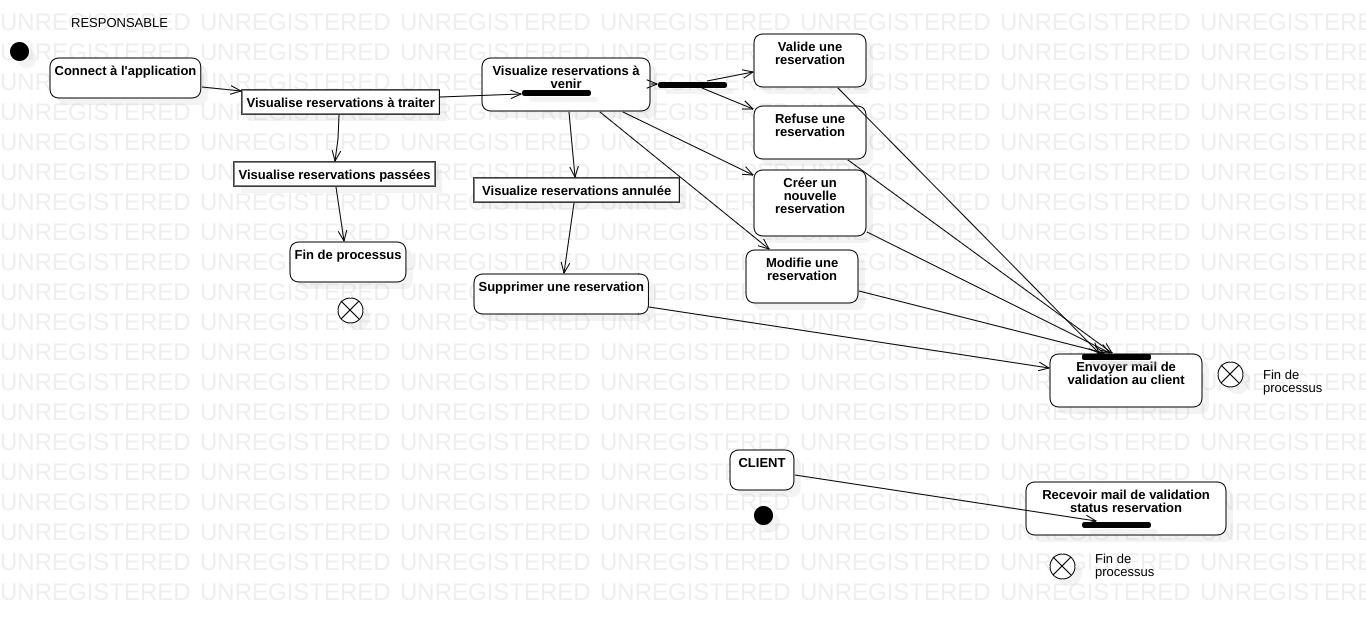 RESPONSABLE
Connect à l'application
Visualise reservations à traiter
Visualise reservations passées
Fin de processus
Visualize reservations à
venir
Visualize reservations annulée
Supprimer une reservation
Valide une
reservation
Refuse une
reservation
Créer un
nouvelle
reservation
Modifie une
reservation
Envoyer mail de
validation au client
Fin de
processus
CLIENT
Recevoir mail de validation
status reservation
Fin de
processus
UNREGISTERED UNREGISTERED UNREGISTERED UNREGISTERED UNREGISTERED UNREGISTERED UNREGISTERED